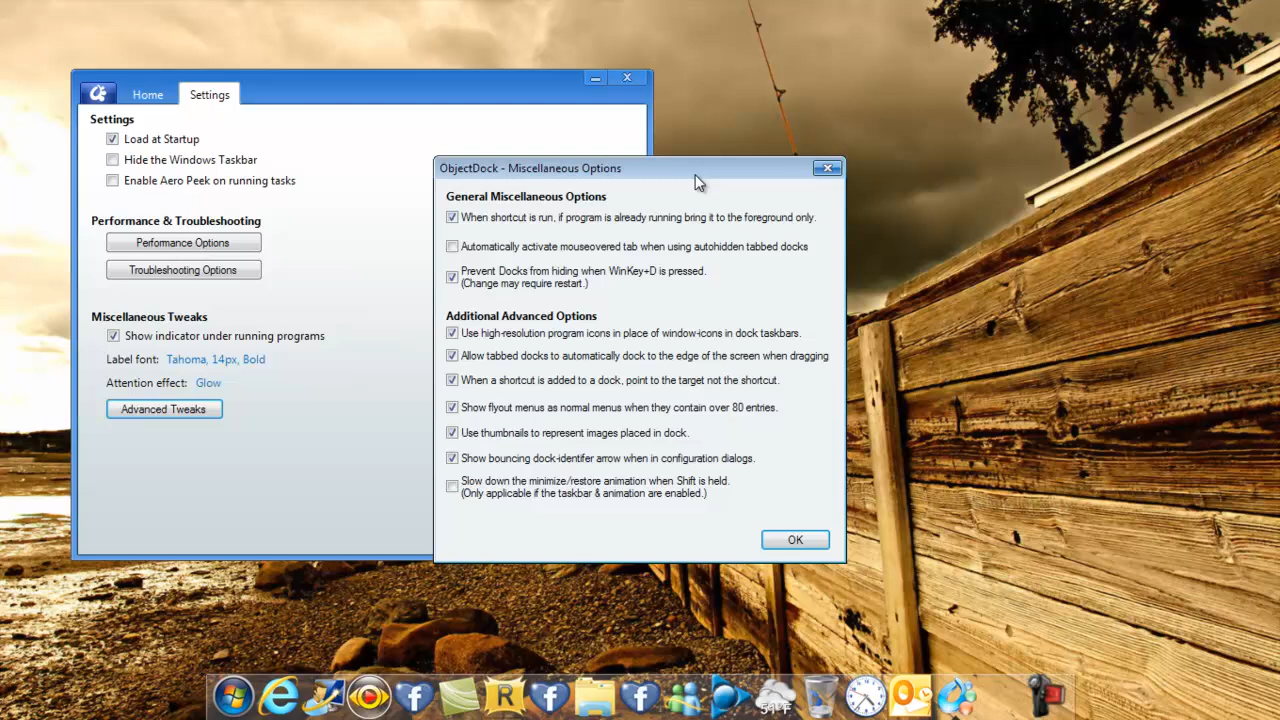 Home
Settings
Settings
Load at Startup
Hide the Windows Taskbar
Enable Aero Peek on running tasks
Performance & Troubleshooting
Performance Options
Troubleshooting Options
Miscellaneous Tweaks
Show indicator under running programs
Label font: Tahoma, 14px, Bold
Attention effect: Glow
Advanced Tweaks
ObjectDock - Miscellaneous Options
General Miscellaneous Options
When shortcut is run, if program is already running bring it to the foreground only.
Automatically activate mouseovered tab when using autohidden tabbed docks
Prevent Docks from hiding when WinKey+D is pressed.
(Change may require restart.)
Additional Advanced Options
Use high-resolution program icons in place of window-icons in dock taskbars.
Allow tabbed docks to automatically dock to the edge of the screen when dragging
When a shortcut is added to a dock, point to the target not the shortcut.
Show flyout menus as normal menus when they contain over 80 entries.
Use thumbnails to represent images placed in dock.
Show bouncing dock-identifer arrow when in configuration dialogs.
Slow down the minimize/restore animation when Shift is held.
(Only applicable if the taskbar & animation are enabled.)
OK